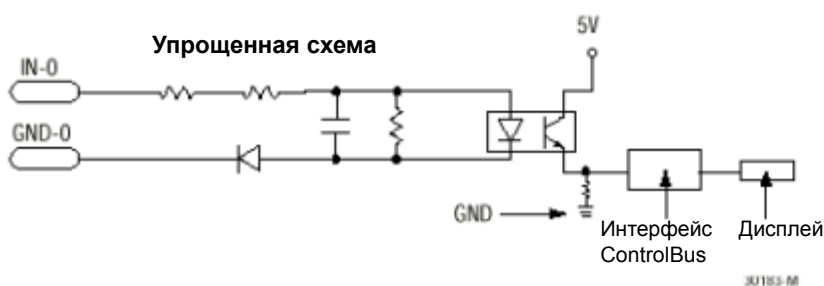 Упрощенная схема
5V
IN-0
GND-0
GND
Интерфейс
ControlBus
Дисплей
30183-M